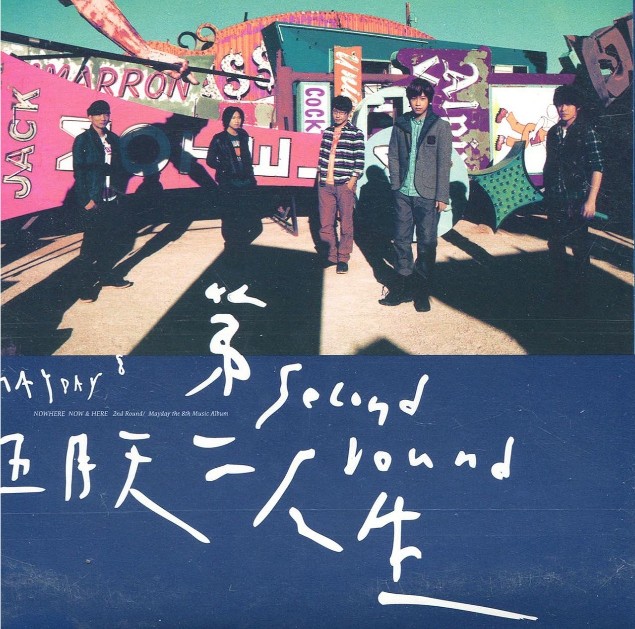 MARRON
$$
JACK
MOTEL
COCK
MAYDAY 8
NOWHERE NOW & HERE 2nd Round/ Mayday the 8th Music Album
第
Second
五月天二
round
人生